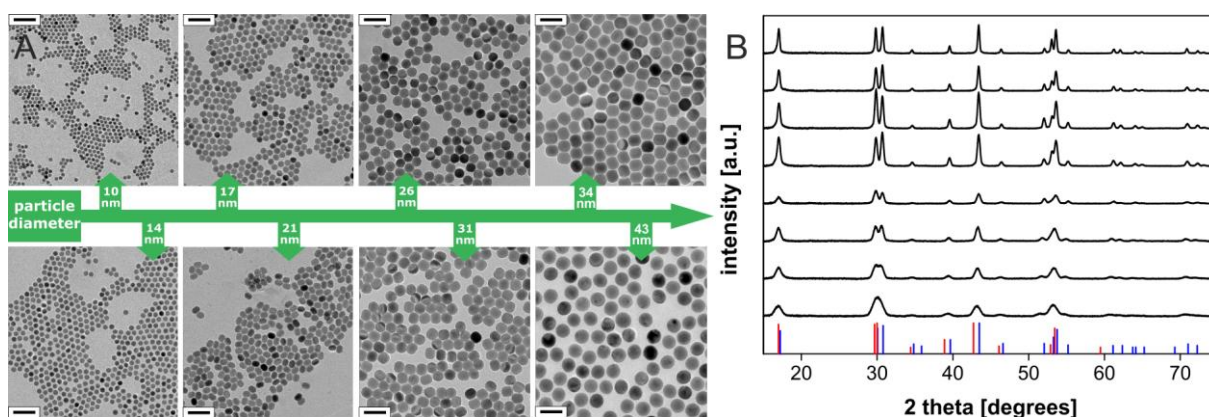 A
particle
diameter
10
nm
17
nm
26
nm
34
nm
14
nm
21
nm
31
nm
43
nm
B
intensity [a.u.]
20
30
40
50
60
70
2 theta [degrees]